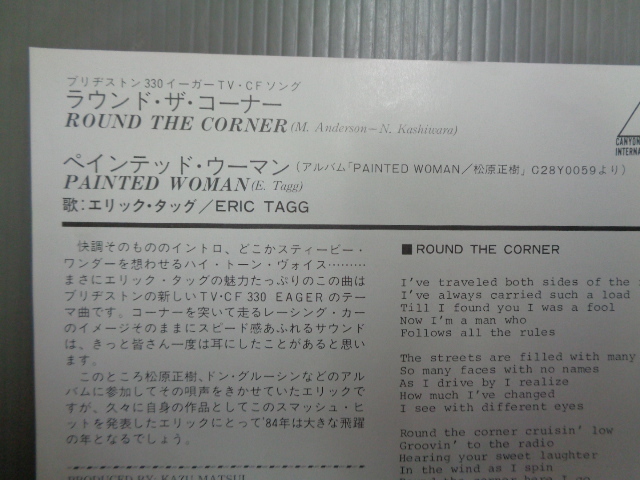 ブリヂストン330イーガーTV・CFソング
ラウンド・ザ・コーナー
ROUND THE CORNER(M. Anderson–N. Kashiwara)
ペインテッド・ウーマン(アルバム「PAINTED WOMAN/松原正樹」C28Y0059より)
PAINTED WOMAN(E. Tagg)
歌:エリック・タッグ/ERIC TAGG
CANYON
INTERNA
快調そのもののイントロ、どこかスティービー・
ワンダーを想わせるハイ・トーン・ヴォイス………
まさにエリック・タッグの魅力たっぷりのこの曲は
ブリヂストンの新しいTV・CF 330 EAGERのテー
マ曲です。コーナーを突いて走るレーシング・カー
のイメージそのままにスピード感あふれるサウンド
は、きっと皆さん一度は耳にしたことがあると思い
ます。
このところ松原正樹、ドン・グルーシンなどのアル
バムに参加してその唄声をきかせていたエリックで
すが、久々に自身の作品としてこのスマッシュ・ヒ
ットを発表したエリックにとって'84年は大きな飛躍
の年となるでしょう。
PRODUCED BY: KAZU MATSUI
■ROUND THE CORNER
I've traveled both sides of the
I've always carried such a load
Till I found you I was a fool
Now I'm a man who
Follows all the rules
The streets are filled with many
So many faces with no names
As I drive by I realize
How much I've changed
I see with different eyes
Round the corner cruisin' low
Groovin' to the radio
Hearing your sweet laughter
In the wind as I spin
Round the corner here I go